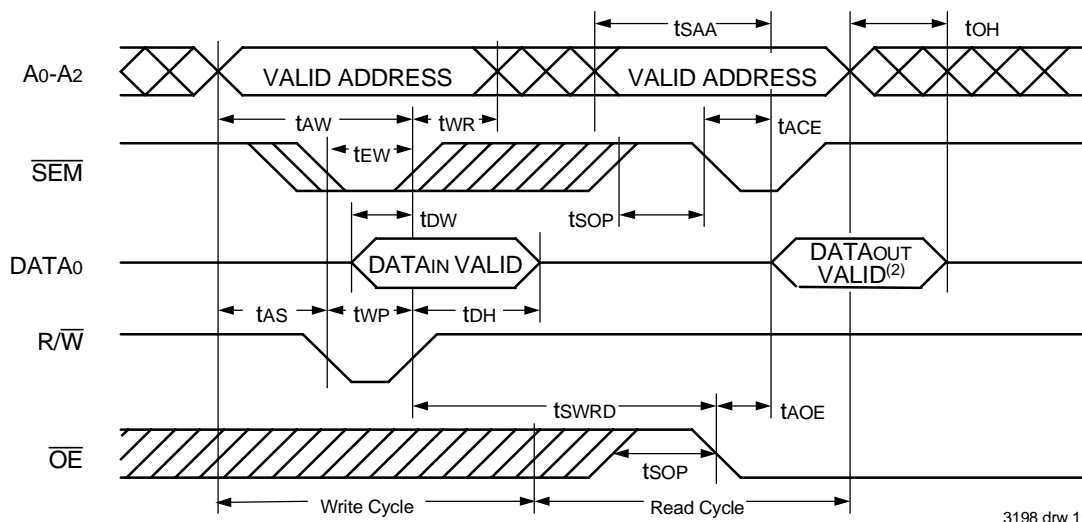 tSAA
tOH
A0-A2
VALID ADDRESS
VALID ADDRESS
tAW
tWR
tACE
tEW
SEM
tDW
tSOP
DATA0
DATAIN VALID
DATAOUT
VALID(2)
tAS
tWP
tDH
R/W
tSWRD
tAOE
OE
tSOP
Write Cycle
Read Cycle
3198 drw 1